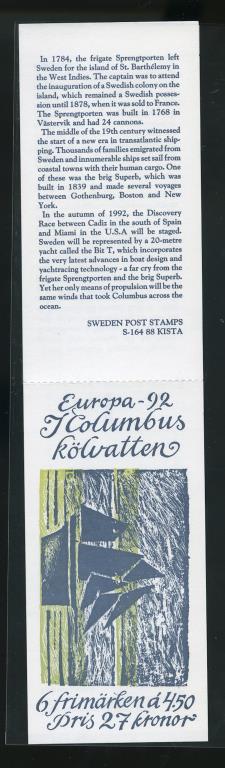 In 1784, the frigate Sprengtporten left
Sweden for the island of St. Barthélemy in
the West Indies. The captain was to attend
the inauguration of a Swedish colony on the
island, which remained a Swedish posses-
sion until 1878, when it was sold to France.
The Sprengtporten was built in 1768 in
Västervik and had 24 cannons.
The middle of the 19th century witnessed
the start of a new era in transatlantic ship-
ping. Thousands of families emigrated from
Sweden and innumerable ships set sail from
coastal towns with their human cargo. One
of these was the brig Superb, which was
built in 1839 and made several voyages
between Gothenburg, Boston and New
York.
In the autumn of 1992, the Discovery
Race between Cadiz in the south of Spain
and Miami in the U.S.A will be staged.
Sweden will be represented by a 20-metre
yacht called the Bit T, which incorporates
the very latest advances in boat design and
yachtracing technology - a far cry from the
frigate Sprengtporten and the brig Superb.
Yet her only means of propulsion will be the
same winds that took Columbus across the
ocean.
SWEDEN POST STAMPS
S-164 88 KISTA
Europa-92
I Columbus
kölvatten
6 frimärken á 4.50
Pris 27 kronor